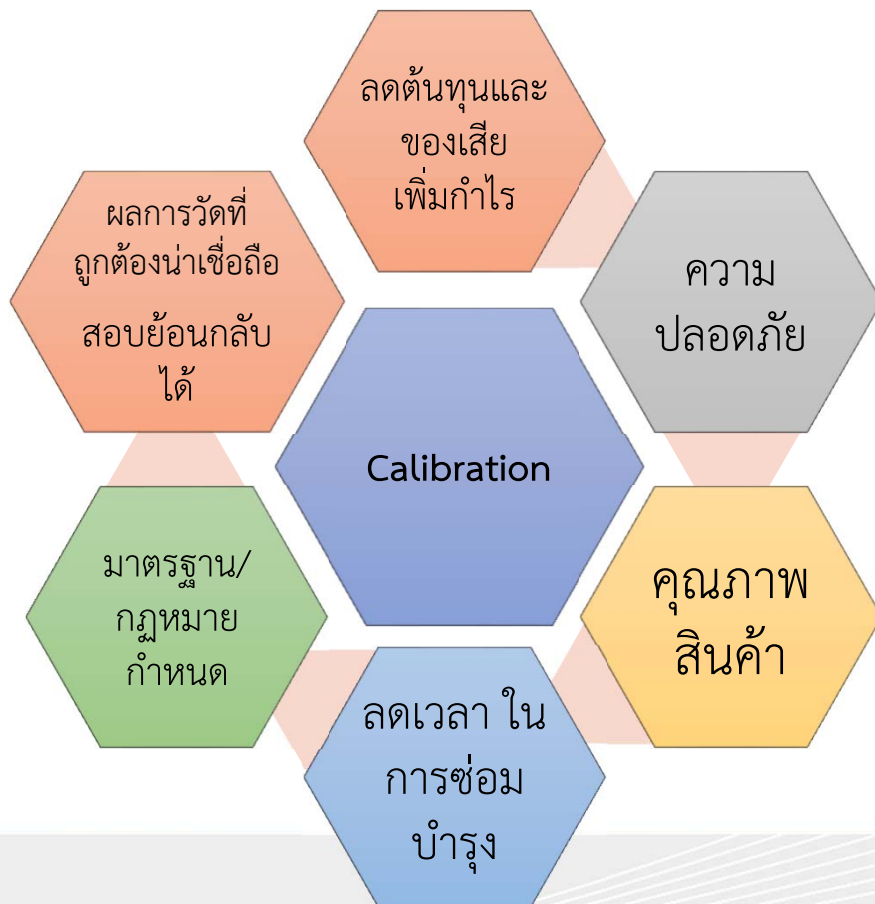 ลดต้นทุนและ
ของเสีย
เพิ่มกำไร
ผลการวัดที่
ถูกต้องน่าเชื่อถือ
สอบย้อนกลับ
ได้
ความ
ปลอดภัย
Calibration
มาตรฐาน/
กฎหมาย
กำหนด
คุณภาพ
สินค้า
ลดเวลา ใน
การซ่อม
บำรุง